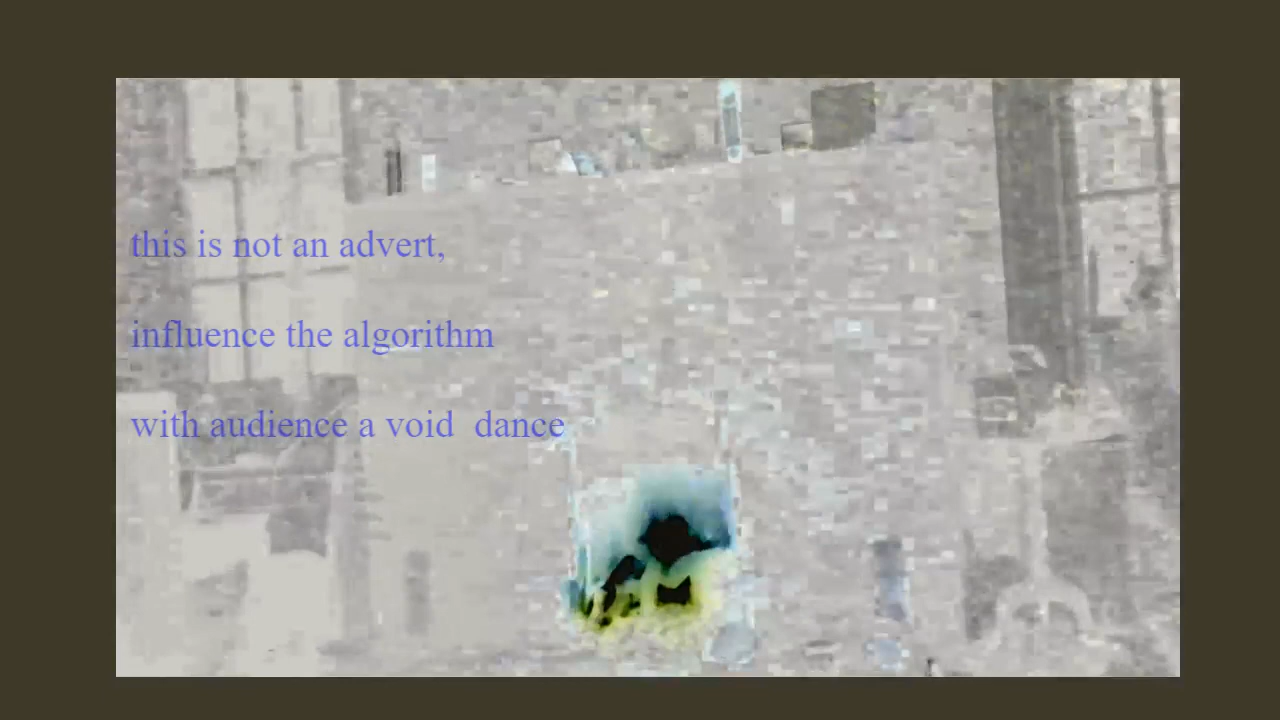 this is not an advert,
influence the algorithm
with audience a void  dance